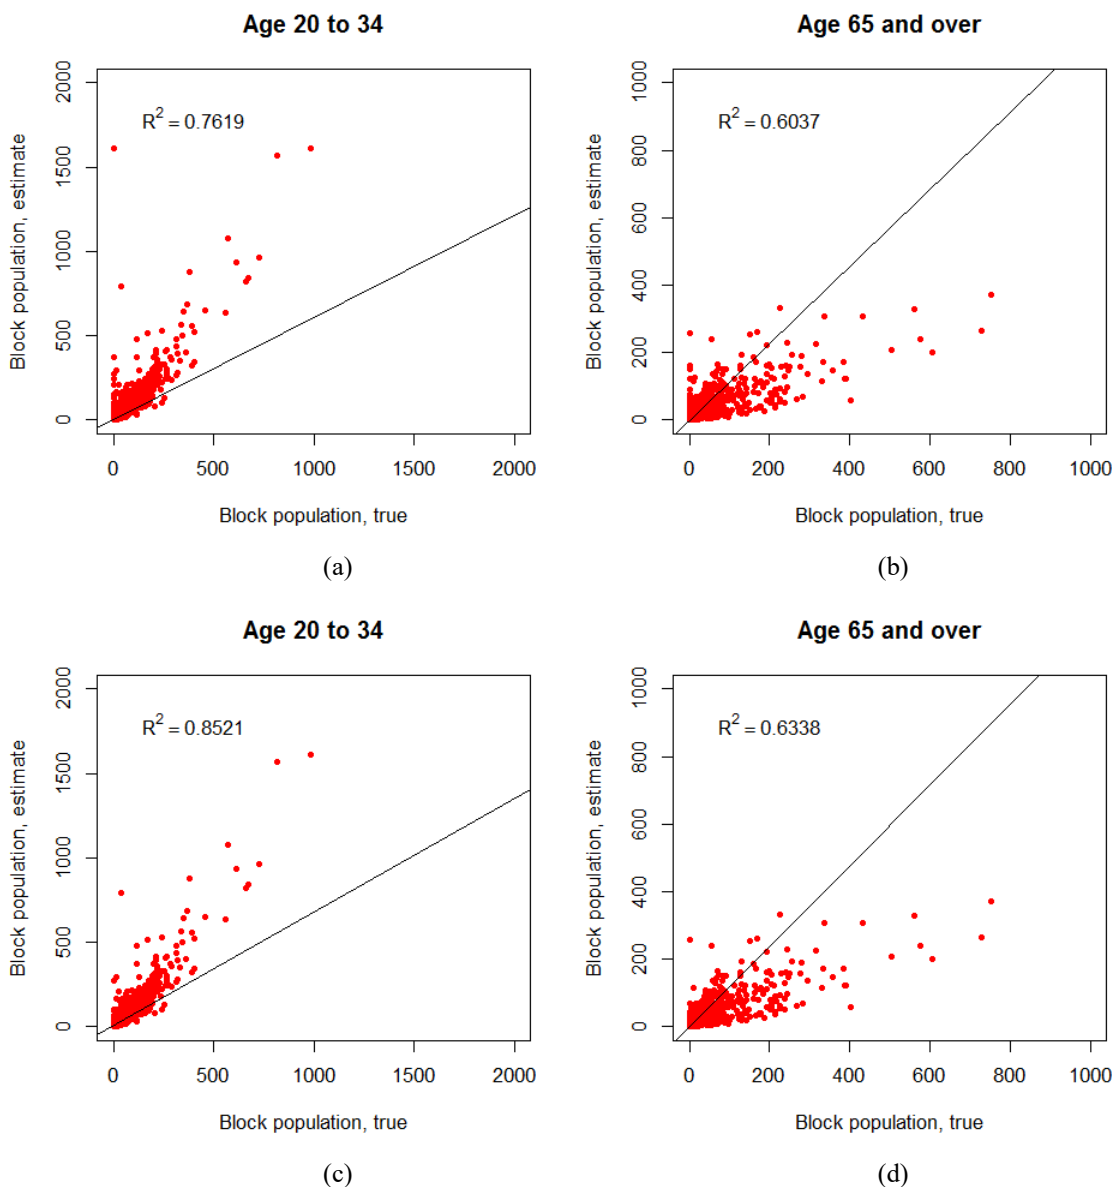 Age 20 to 34
Block population, estimate
2000
1500
1000
500
0
R² = 0.7619
0 500 1000 1500 2000
Block population, true
(a)
Age 65 and over
Block population, estimate
1000
800
600
400
200
0
R² = 0.6037
0 200 400 600 800 1000
Block population, true
(b)
Age 20 to 34
Block population, estimate
2000
1500
1000
500
0
R² = 0.8521
0 500 1000 1500 2000
Block population, true
(c)
Age 65 and over
Block population, estimate
1000
800
600
400
200
0
R² = 0.6338
0 200 400 600 800 1000
Block population, true
(d)